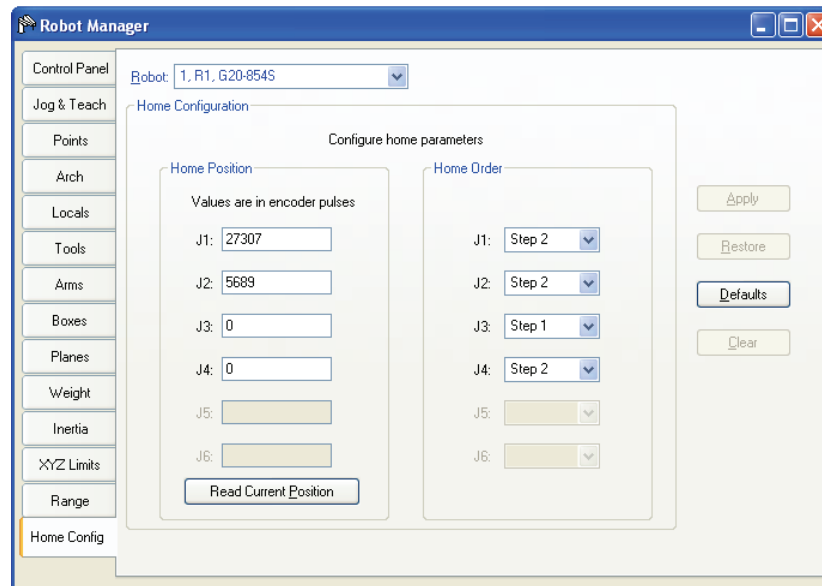 Robot Manager
Control Panel
Jog & Teach
Points
Arch
Locals
Tools
Arms
Boxes
Planes
Weight
Inertia
XYZ Limits
Range
Home Config
Robot: 1, R1, G20-854S
Home Configuration
Configure home parameters
Home Position
Values are in encoder pulses
J1: 27307
J2: 5689
J3: 0
J4: 0
J5:
J6:
Read Current Position
Home Order
J1: Step 2
J2: Step 2
J3: Step 1
J4: Step 2
J5:
J6:
Apply
Restore
Defaults
Clear